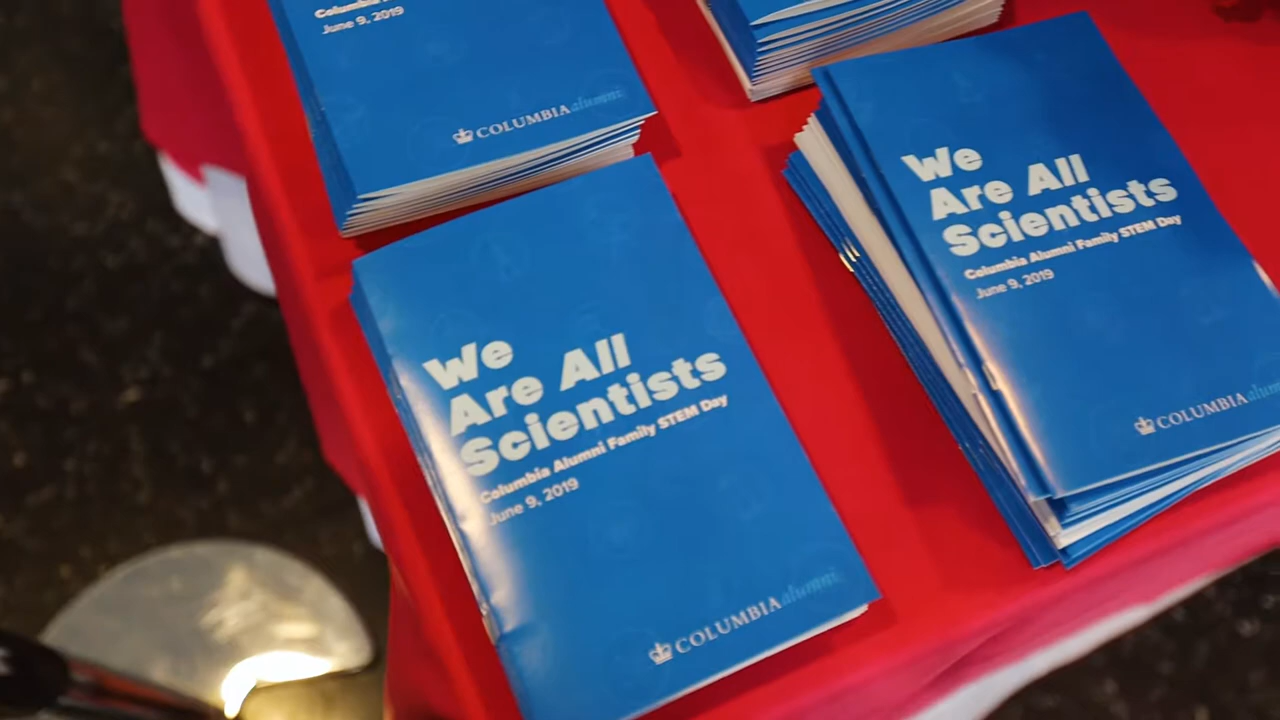 June 9, 2019
COLUMBIA alumni
We
Are All
Scientists
Columbia Alumni Family STEM Day
June 9, 2019
COLUMBIA alumni
We
Are All
Scientists
Columbia Alumni Family STEM Day
June 9, 2019
COLUMBIA